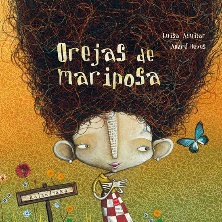 Luisa Aguilar
André Neves
Orejas de
mariposa